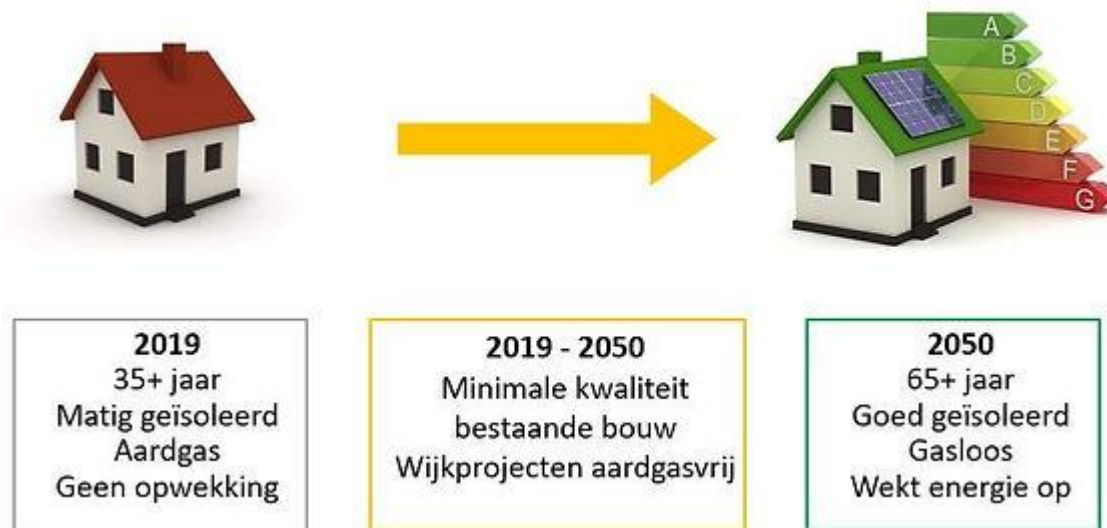 A
B
C
D
E
F
G
2019
35+ jaar
Matig geïsoleerd
Aardgas
Geen opwekking
2019 - 2050
Minimale kwaliteit
bestaande bouw
Wijkprojecten aardgasvrij
2050
65+ jaar
Goed geïsoleerd
Gasloos
Wekt energie op